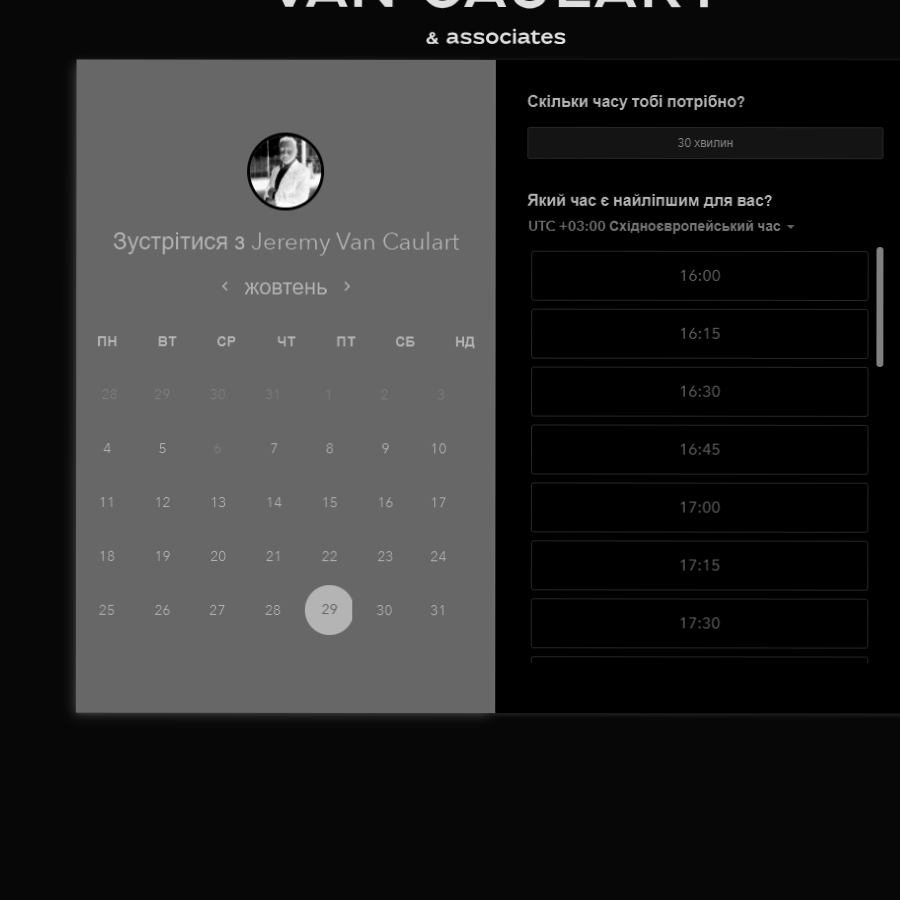 & associates
Зустрітися з Jeremy Van Caulart
жовтень
ПН ВТ СР ЧТ ПТ СБ НД
28 29 30 31 1 2 3
4 5 6 7 8 9 10
11 12 13 14 15 16 17
18 19 20 21 22 23 24
25 26 27 28 29 30 31
Скільки часу тобі потрібно?
30 хвилин
Який час є найліпшим для вас?
UTC +03:00 Східноєвропейський час
16:00
16:15
16:30
16:45
17:00
17:15
17:30